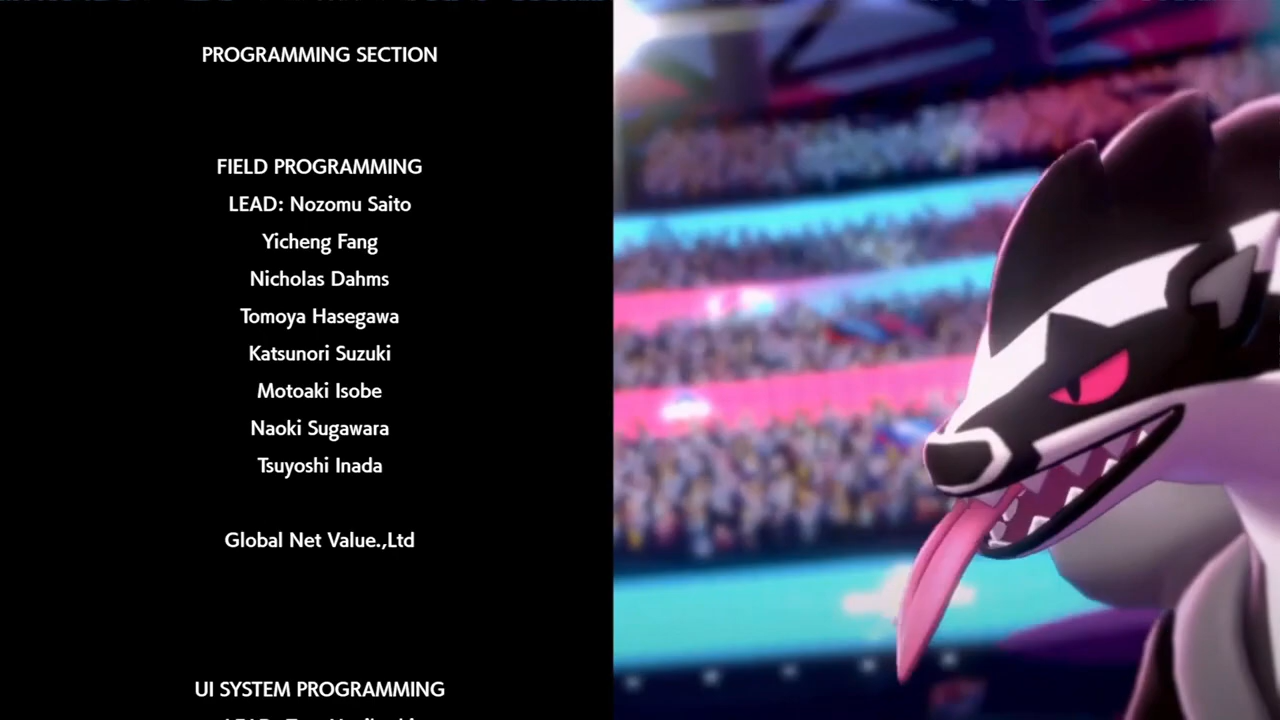 PROGRAMMING SECTION
FIELD PROGRAMMING
LEAD: Nozomu Saito
Yicheng Fang
Nicholas Dahms
Tomoya Hasegawa
Katsunori Suzuki
Motoaki Isobe
Naoki Sugawara
Tsuyoshi Inada
Global Net Value.,Ltd
UI SYSTEM PROGRAMMING
LEAD: